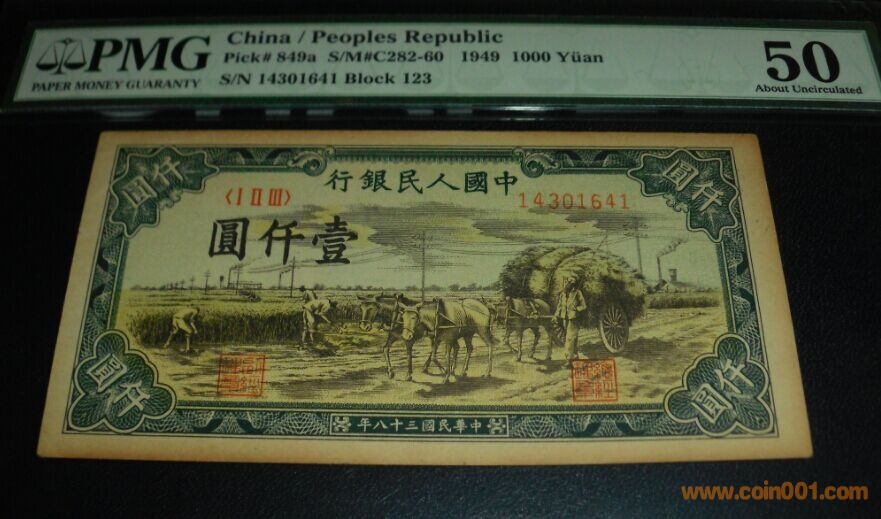 PMG
PAPER MONEY GUARANTY
China / Peoples Republic
Pick# 849a S/M#C282-60 1949 1000 Yüan
S/N 14301641 Block 123
50
About Uncirculated
圓仟
圓仟
行銀民人國中
〈I II III〉
14301641
圓仟壹
圓仟
圓仟
年八十三國民華中
www.coin001.com